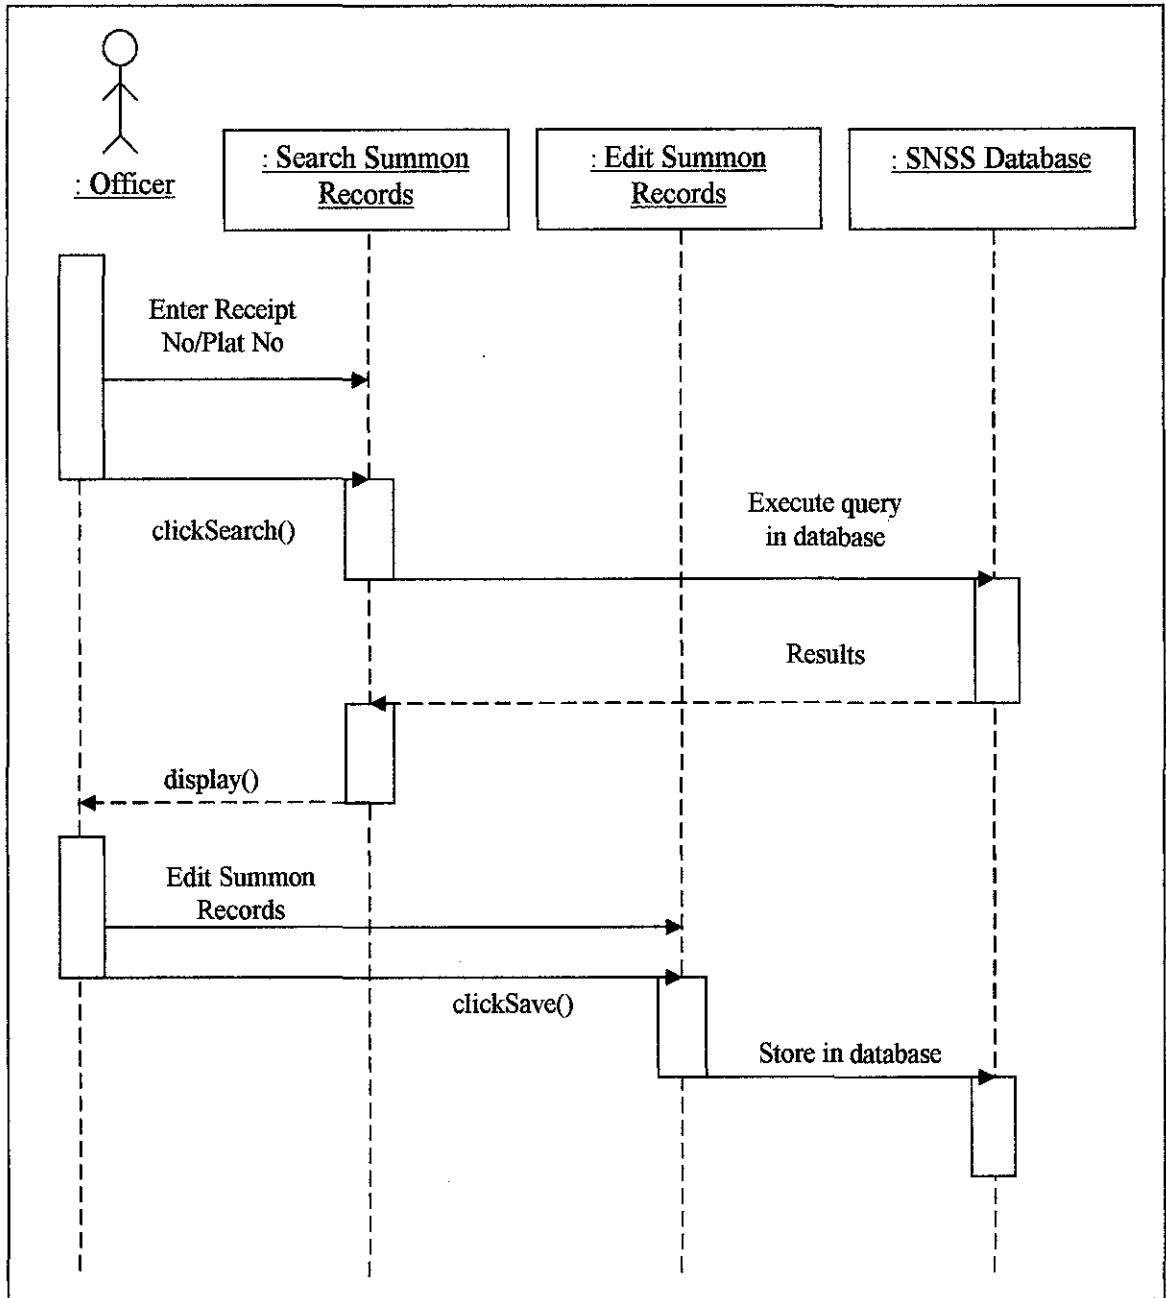 : Officer
: Search Summon
Records
: Edit Summon
Records
: SNSS Database
Enter Receipt
No/Plat No
clickSearch()
Execute query
in database
Results
display()
Edit Summon
Records
clickSave()
Store in database